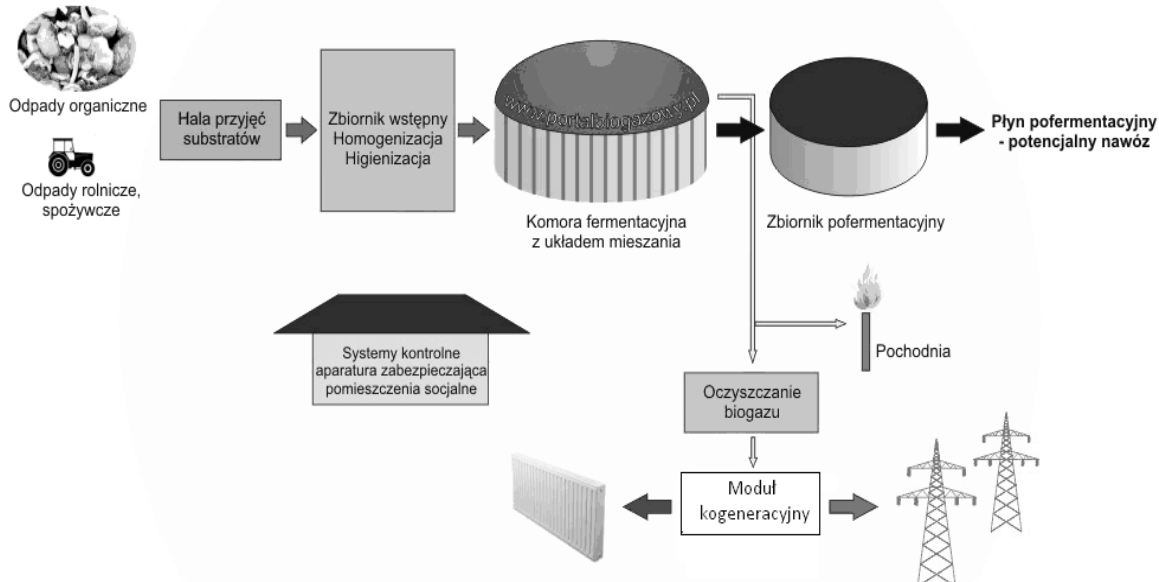 Odpady organiczne
Odpady rolnicze,
spożywcze
Hala przyjęć
substratów
Zbiornik wstępny
Homogenizacja
Higienizacja
www.portalbiogazowy.pl
Komora fermentacyjna
z układem mieszania
Zbiornik pofermentacyjny
Płyn pofermentacyjny
- potencjalny nawóz
Systemy kontrolne
aparatura zabezpieczająca
pomieszczenia socjalne
Pochodnia
Oczyszczanie
biogazu
Moduł
kogeneracyjny